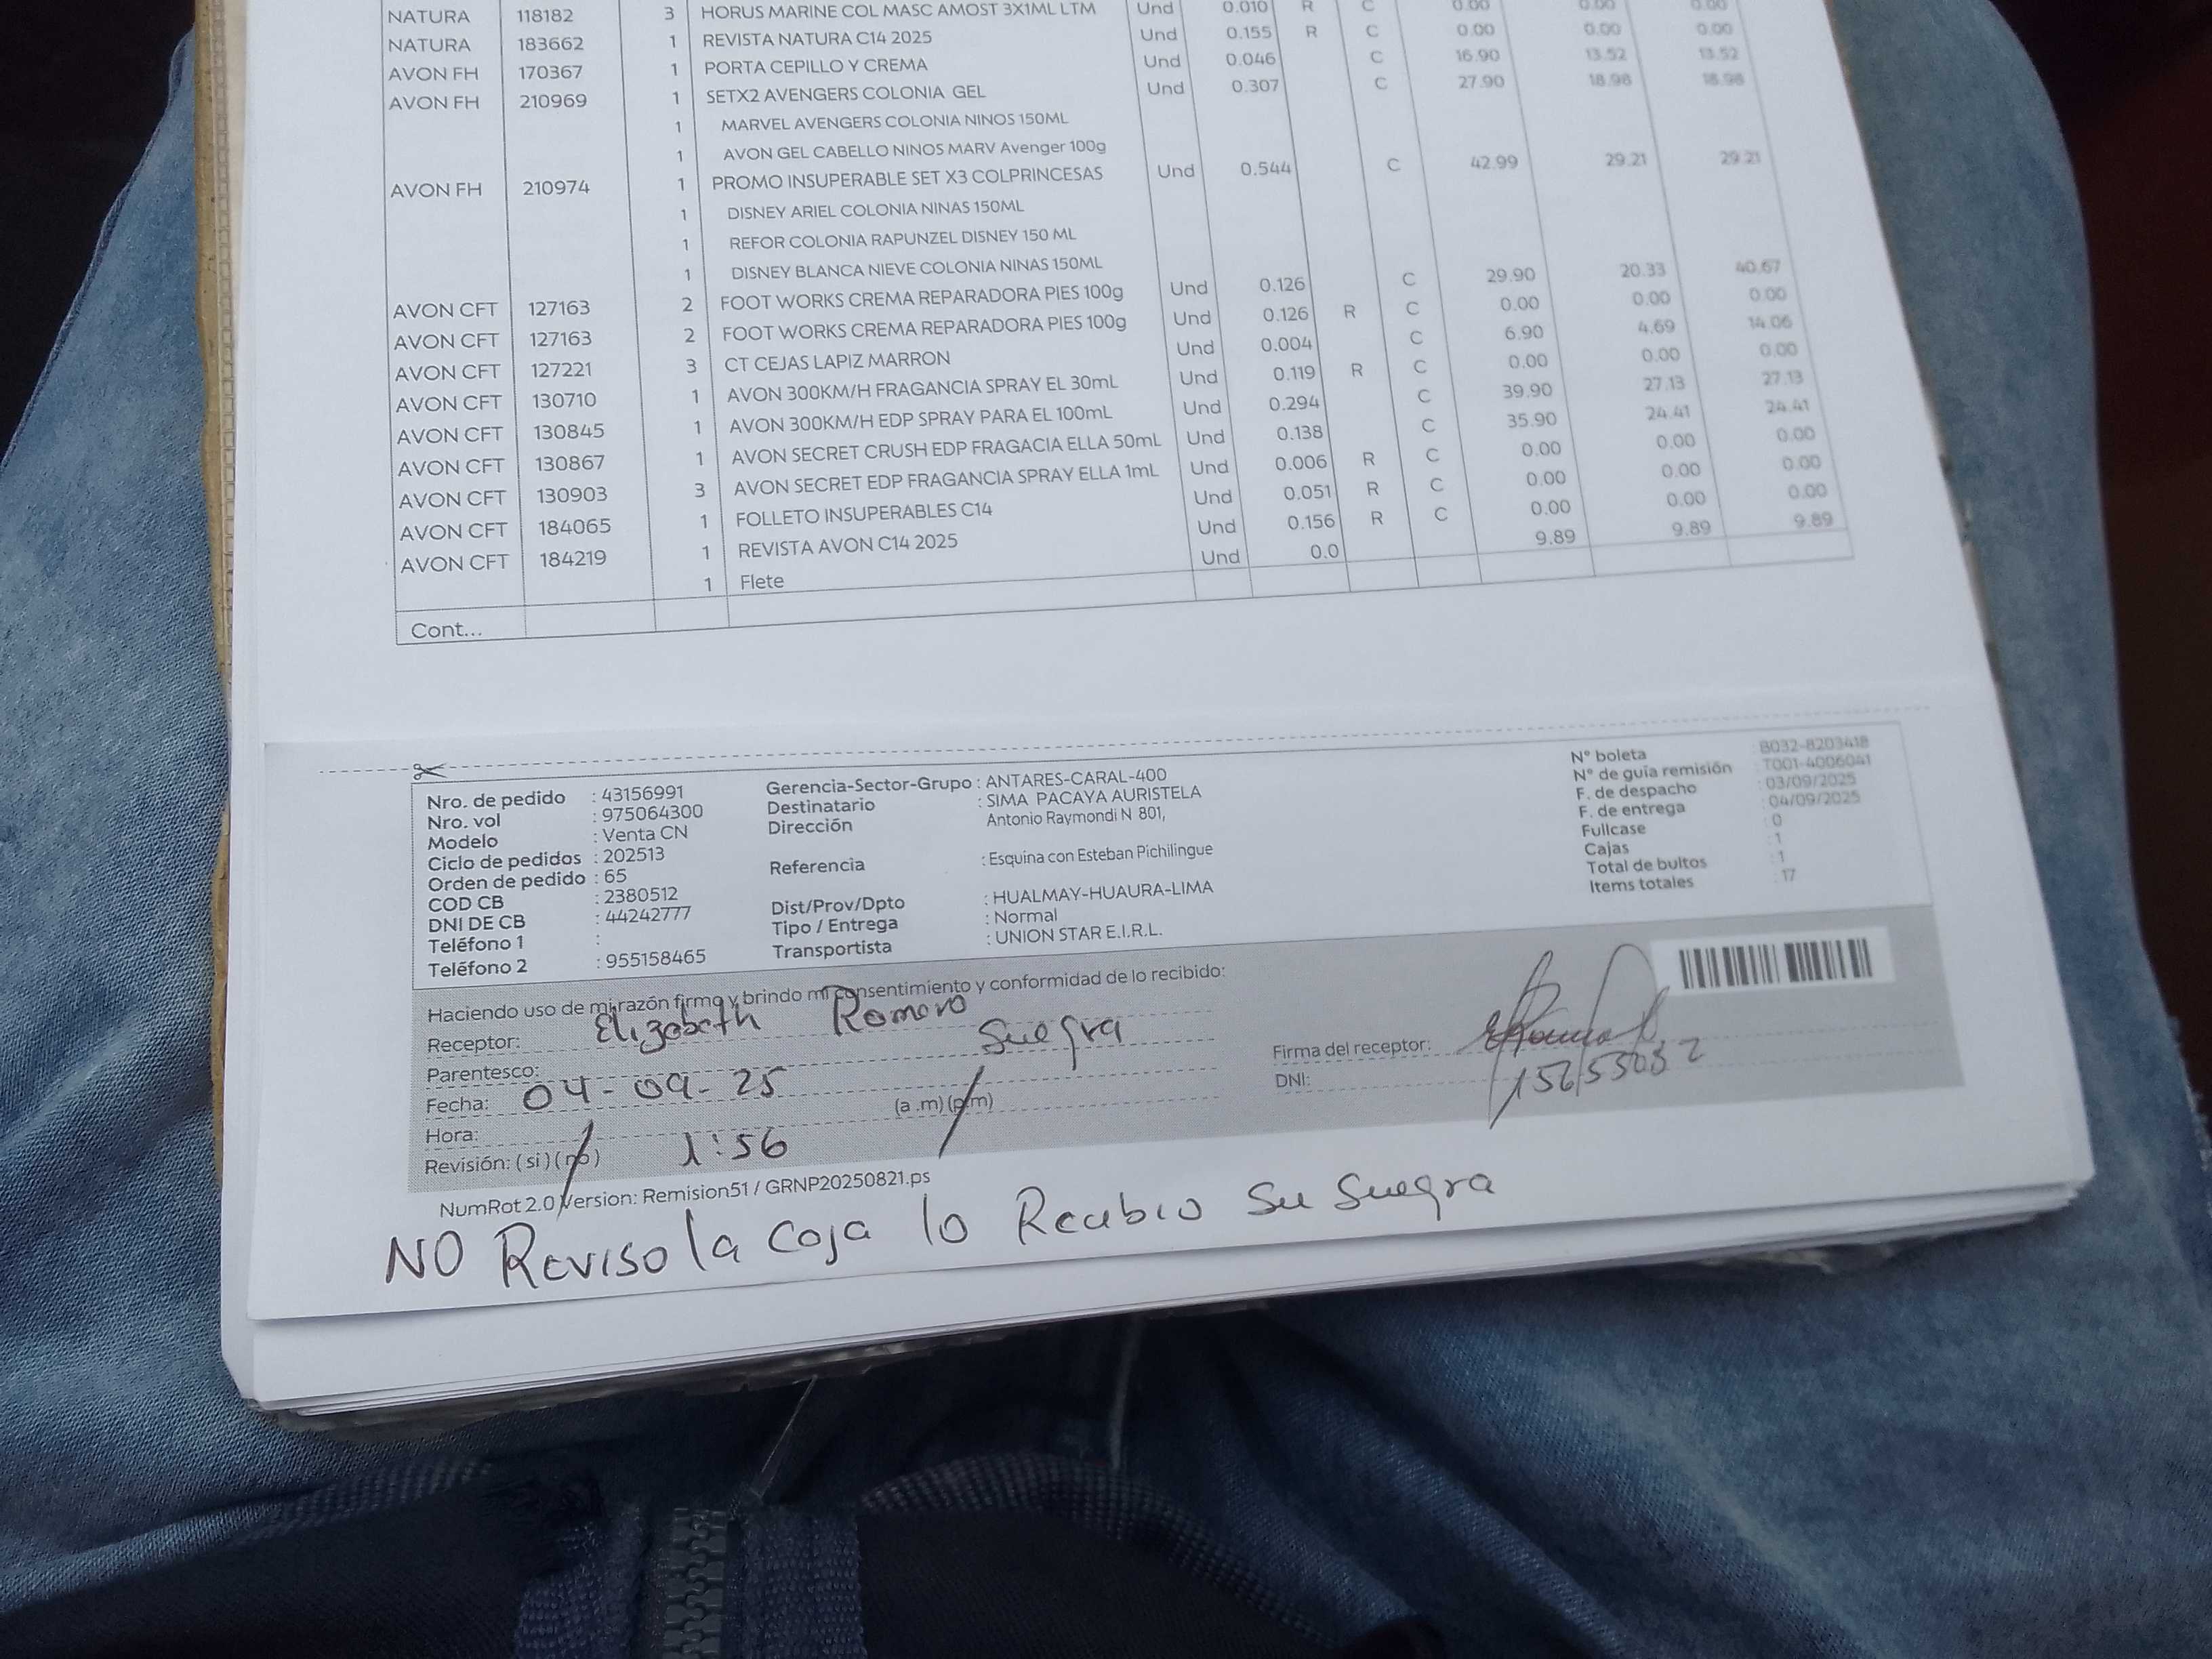 NATURA 118182 3 HORUS MARINE COL MASC AMOST 3X1ML LTM Und 0.010 R C 0.00 0.00 0.00
NATURA 183662 1 REVISTA NATURA C14 2025 Und 0.155 R C 0.00 0.00 0.00
AVON FH 170367 1 PORTA CEPILLO Y CREMA Und 0.046 C 16.90 13.52 13.52
AVON FH 210969 1 SETX2 AVENGERS COLONIA GEL Und 0.307 C 27.90 18.98 18.98
1 MARVEL AVENGERS COLONIA NINOS 150ML
1 AVON GEL CABELLO NINOS MARV Avenger 100g
AVON FH 210974 1 PROMO INSUPERABLE SET X3 COLPRINCESAS Und 0.544 C 42.99 29.21 29.21
1 DISNEY ARIEL COLONIA NINAS 150ML
1 REFOR COLONIA RAPUNZEL DISNEY 150 ML
1 DISNEY BLANCA NIEVE COLONIA NINAS 150ML
AVON CFT 127163 2 FOOT WORKS CREMA REPARADORA PIES 100g Und 0.126 C 29.90 20.33 40.67
AVON CFT 127163 2 FOOT WORKS CREMA REPARADORA PIES 100g Und 0.126 R C 0.00 0.00 0.00
AVON CFT 127221 3 CT CEJAS LAPIZ MARRON Und 0.004 C 6.90 4.69 14.06
AVON CFT 130710 1 AVON 300KM/H FRAGANCIA SPRAY EL 30mL Und 0.119 R C 0.00 0.00 0.00
AVON CFT 130845 1 AVON 300KM/H EDP SPRAY PARA EL 100mL Und 0.294 C 39.90 27.13 27.13
AVON CFT 130867 1 AVON SECRET CRUSH EDP FRAGACIA ELLA 50mL Und 0.138 C 35.90 24.41 24.41
AVON CFT 130903 3 AVON SECRET EDP FRAGANCIA SPRAY ELLA 1mL Und 0.006 R C 0.00 0.00 0.00
AVON CFT 184065 1 FOLLETO INSUPERABLES C14 Und 0.051 R C 0.00 0.00 0.00
AVON CFT 184219 1 REVISTA AVON C14 2025 Und 0.156 R C 0.00 0.00 0.00
1 Flete Und 0.0 9.89 9.89 9.89
Cont...
Nro. de pedido : 43156991 Gerencia-Sector-Grupo : ANTARES-CARAL-400 N° boleta : B032-8203418
Nro. vol : 975064300 Destinatario : SIMA PACAYA AURISTELA N° de guía remisión : T001-4006041
Modelo : Venta CN Dirección Antonio Raymondi N 801, F. de despacho : 03/09/2025
Ciclo de pedidos : 202513 F. de entrega : 04/09/2025
Orden de pedido : 65 Referencia : Esquina con Esteban Pichilingue Fullcase : 0
COD CB : 2380512 Cajas : 1
DNI DE CB : 44242777 Dist/Prov/Dpto : HUALMAY-HUAURA-LIMA Total de bultos : 1
Teléfono 1 : Tipo / Entrega : Normal Items totales : 17
Teléfono 2 : 955158465 Transportista : UNION STAR E.I.R.L.
Haciendo uso de mi razón firmo y brindo mi consentimiento y conformidad de lo recibido:
Receptor: Elizabeth Romero
Parentesco: Suegra Firma del receptor:
Fecha: 04-09-25 DNI:
Hora: 1:56 (a .m) (p.m)
Revisión: ( si ) ( no )
NumRot 2.0 Version: Remision51 / GRNP20250821.ps
NO Reviso la caja lo Recibio Su Suegra